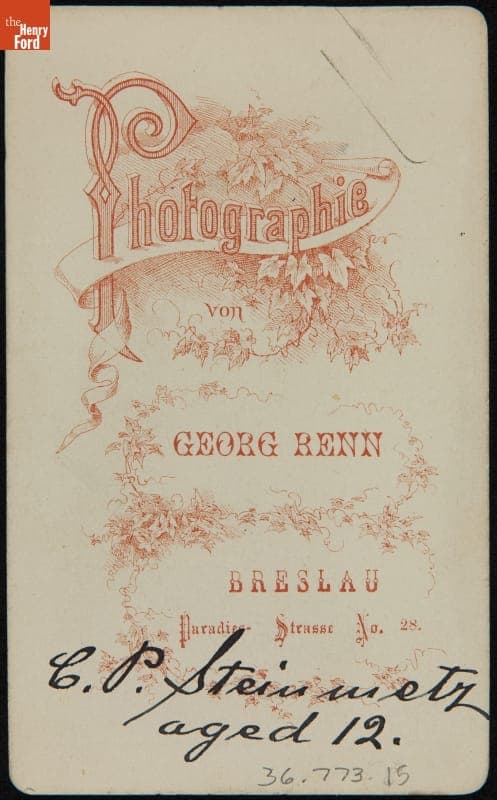 the
Henry
Ford
Photographie
von
GEORG RENN
BRESLAU
Paradies- Strasse No. 28.
C. P. Steinmetz
aged 12.
36.773.15